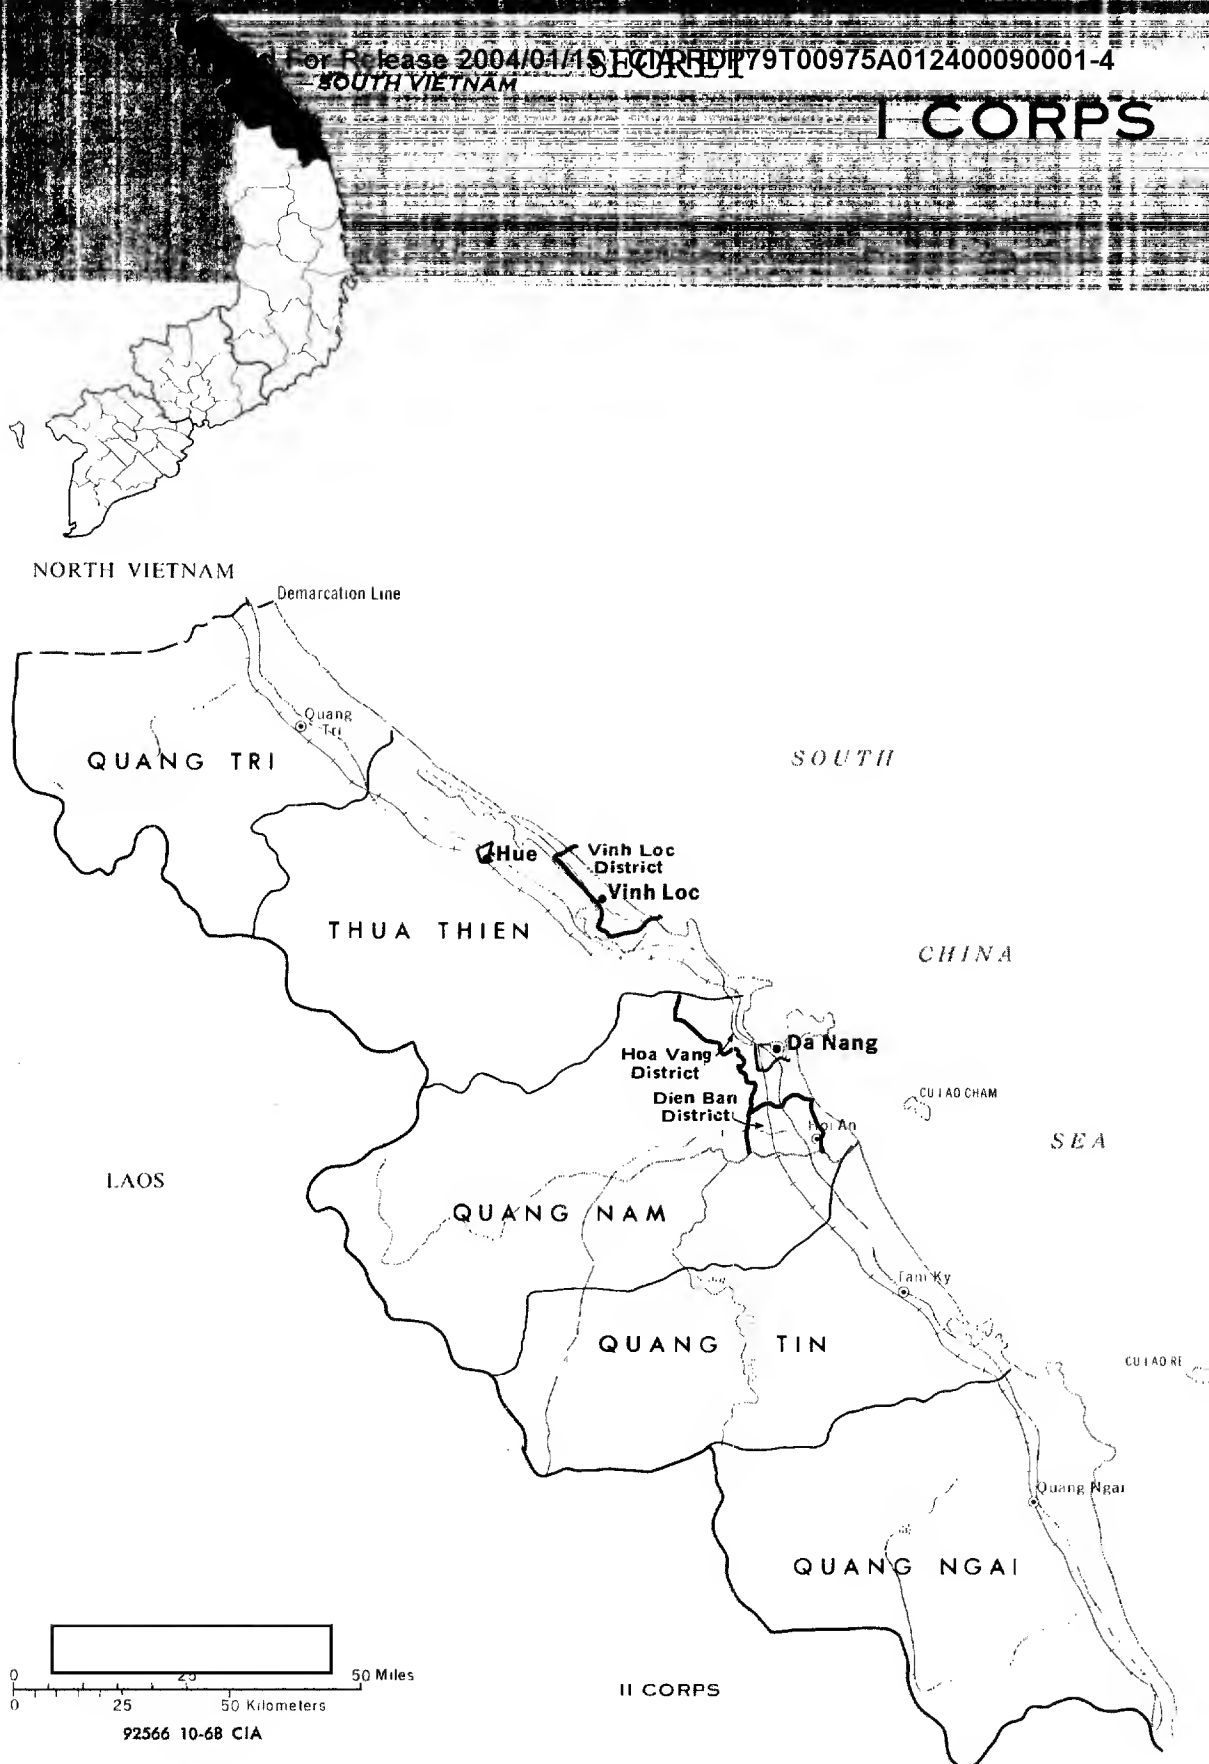 For Release 2004/01/15 : CIA-RDP79T00975A012400090001-4
SECRET
SOUTH VIETNAM
I CORPS
NORTH VIETNAM
Demarcation Line
Quang
Tri
QUANG TRI
SOUTH
Hue
Vinh Loc
District
Vinh Loc
THUA THIEN
CHINA
Da Nang
Hoa Vang
District
Dien Ban
District
CU LAO CHAM
Hoi An
SEA
LAOS
QUANG NAM
Tam Ky
QUANG TIN
CU LAO RE
Quang Ngai
QUANG NGAI
0 25 50 Miles
0 25 50 Kilometers
II CORPS
92566 10-68 CIA